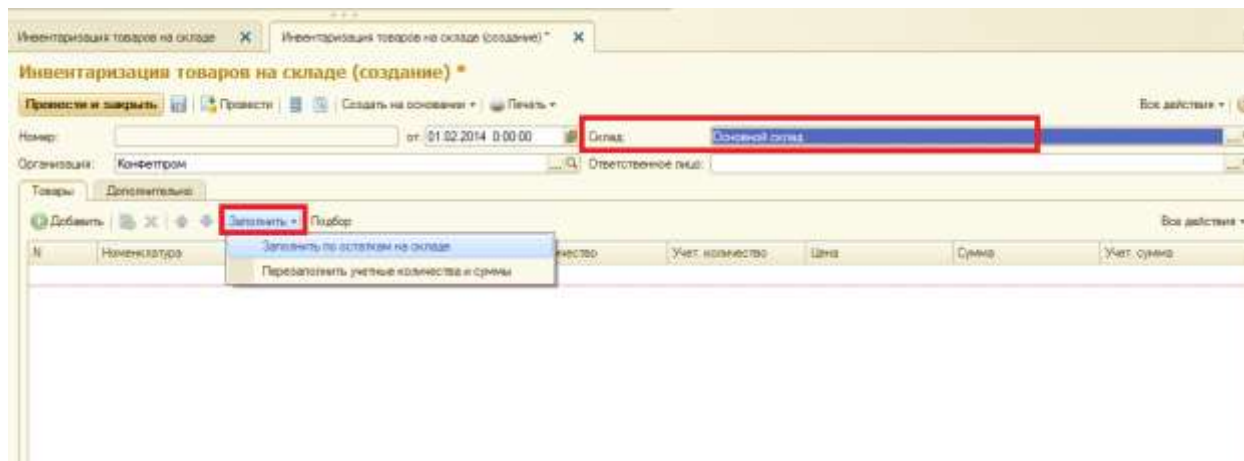 Инвентаризация товаров на складе
Инвентаризация товаров на складе (создание) *
Инвентаризация товаров на складе (создание) *
Провести и закрыть Провести Создать на основании Печать Все действия
Номер: от: 01.02.2014 0:00:00 Склад: Основной склад
Организация: Конфетпром Ответственное лицо:
Товары Дополнительно
Добавить Заполнить Подбор Все действия
N Номенклатура Учет. количество Цена Сумма Учет. сумма
Заполнить по остаткам на складе
Перезаполнить учетные количества и суммы